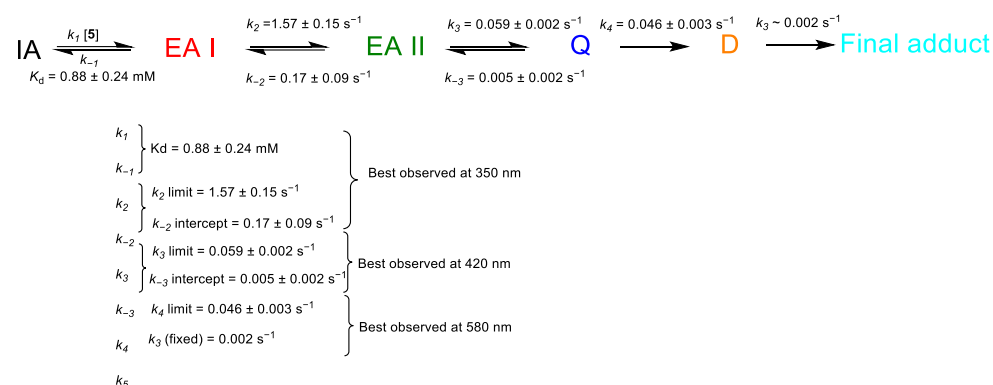 k₁ [5]
k₋₁
K_d = 0.88 ± 0.24 mM
k₂ =1.57 ± 0.15 s⁻¹
k₋₂ = 0.17 ± 0.09 s⁻¹
k₃ = 0.059 ± 0.002 s⁻¹
k₋₃ = 0.005 ± 0.002 s⁻¹
k₄ = 0.046 ± 0.003 s⁻¹
k₃ ~ 0.002 s⁻¹
IA EA I EA II Q D Final adduct
k₁
Kd = 0.88 ± 0.24 mM
k₋₁
Best observed at 350 nm
k₂ limit = 1.57 ± 0.15 s⁻¹
k₂
k₋₂ intercept = 0.17 ± 0.09 s⁻¹
k₋₂
k₃ limit = 0.059 ± 0.002 s⁻¹
Best observed at 420 nm
k₃
k₋₃ intercept = 0.005 ± 0.002 s⁻¹
k₋₃ k₄ limit = 0.046 ± 0.003 s⁻¹
Best observed at 580 nm
k₄ k₃ (fixed) = 0.002 s⁻¹
k₅